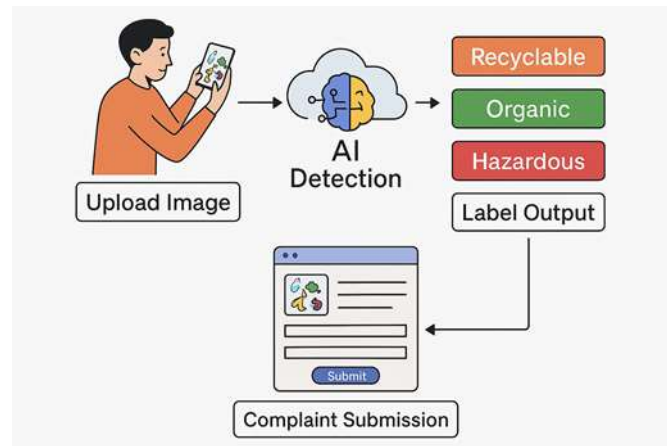 Upload Image
AI
Detection
Recyclable
Organic
Hazardous
Label Output
Submit
Complaint Submission